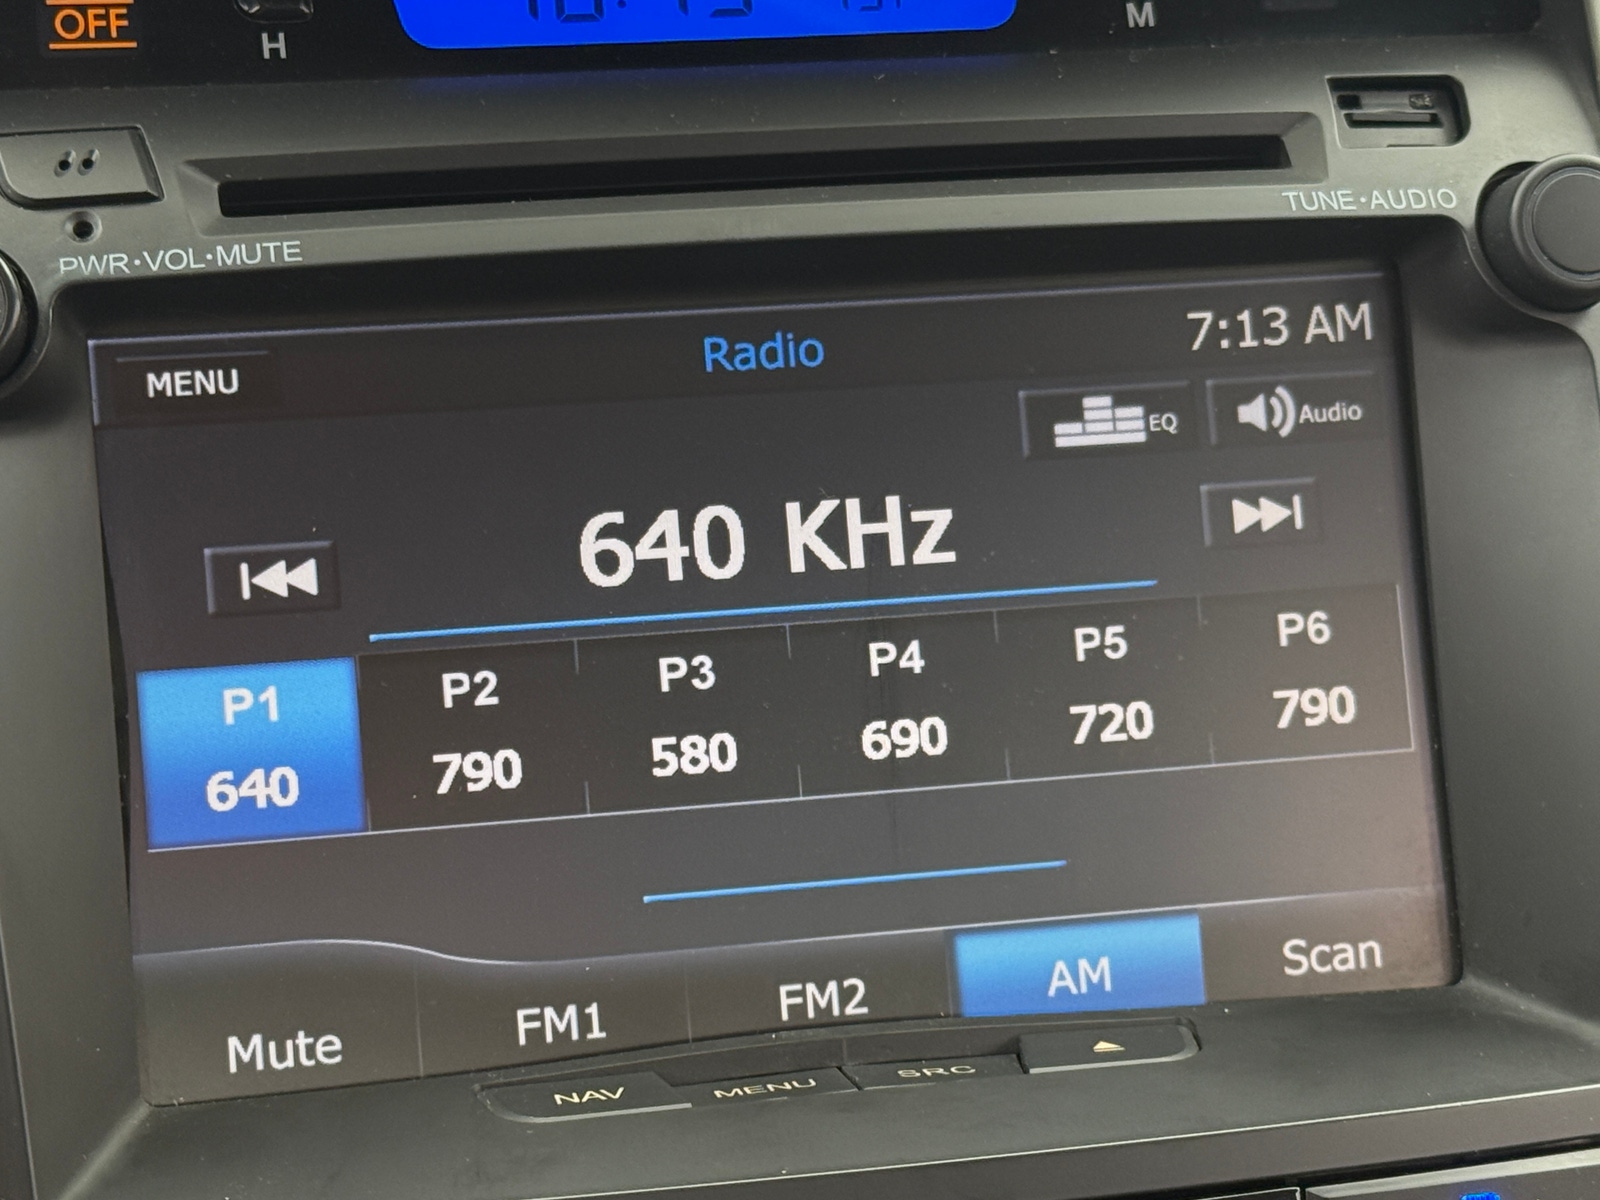 OFF
H
M
PWR•VOL•MUTE
TUNE•AUDIO
MENU
Radio
7:13 AM
EQ
Audio
640 KHz
P1
P2
P3
P4
P5
P6
640
790
580
690
720
790
Mute
FM1
FM2
AM
Scan
NAV
MENU
SRC